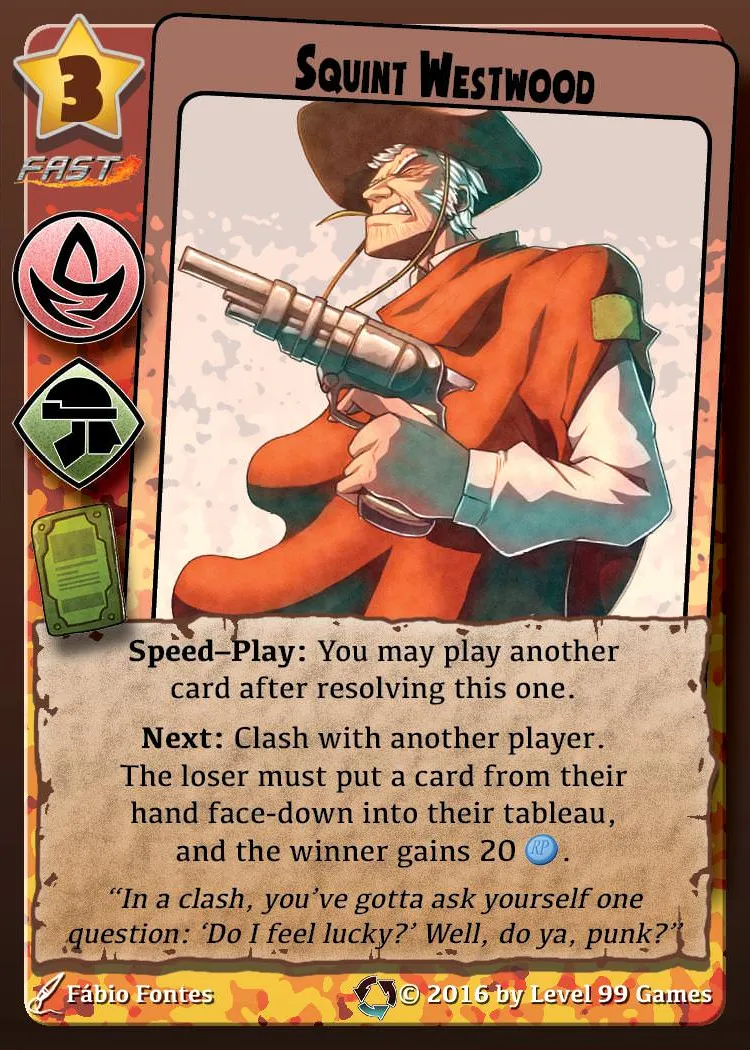 3
FAST
Squint Westwood
Speed–Play: You may play another
card after resolving this one.
Next: Clash with another player.
The loser must put a card from their
hand face-down into their tableau,
and the winner gains 20 RP.
“In a clash, you’ve gotta ask yourself one
question: ‘Do I feel lucky?’ Well, do ya, punk?”
Fábio Fontes
© 2016 by Level 99 Games